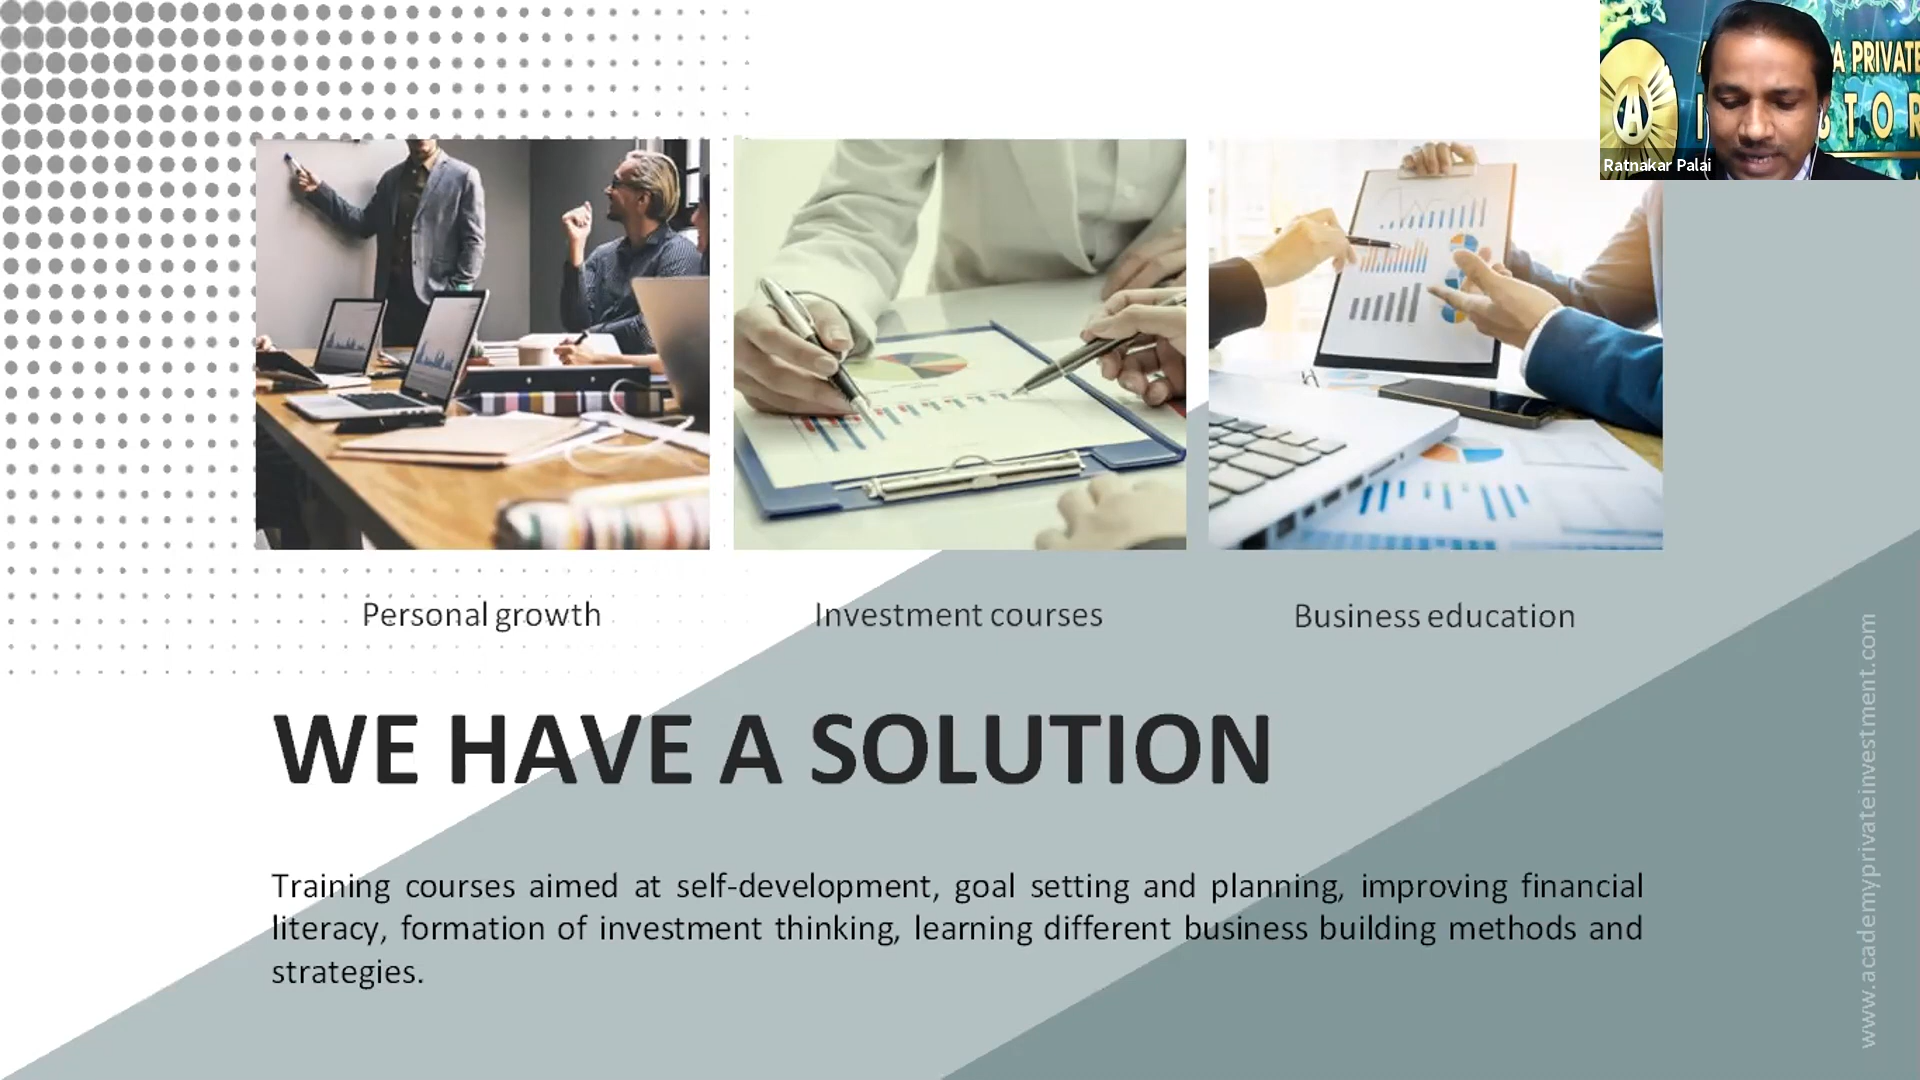 A PRIVATE
Ratnakar Palai
Personal growth
Investment courses
Business education
WE HAVE A SOLUTION
Training courses aimed at self-development, goal setting and planning, improving financial
literacy, formation of investment thinking, learning different business building methods and
strategies.
www.academyprivateinvestment.com